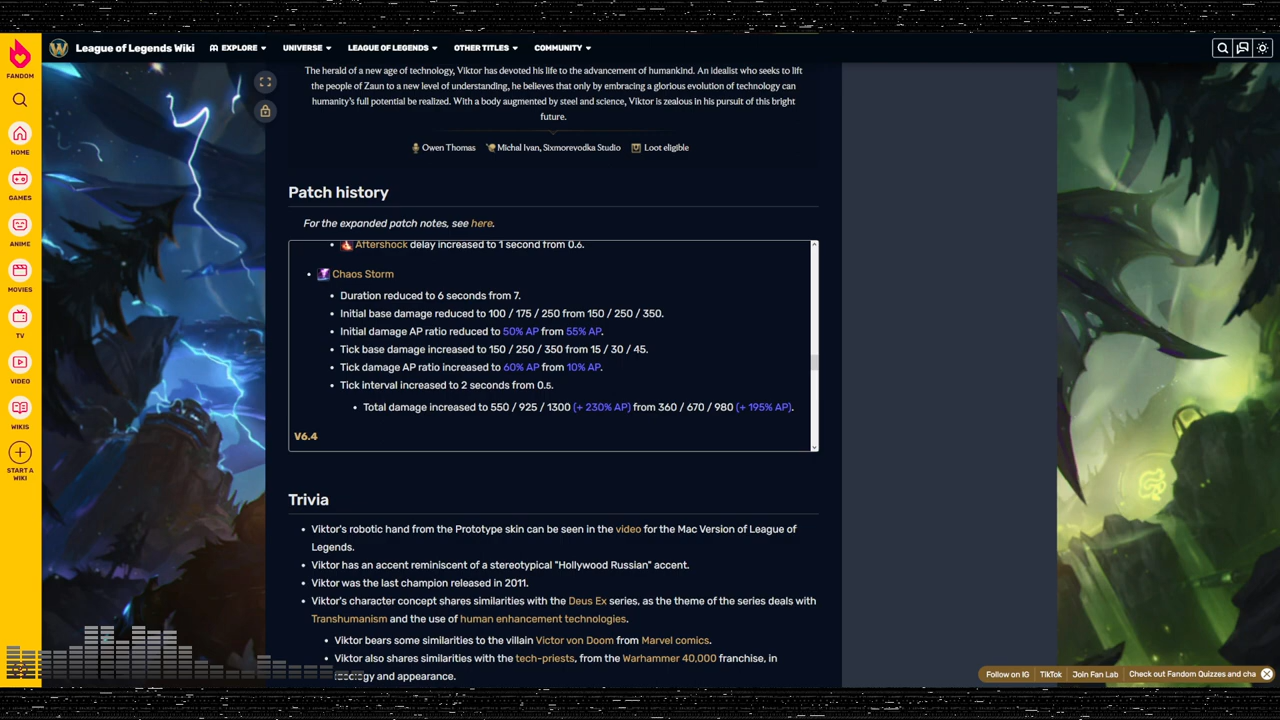 League of Legends Wiki
EXPLORE
UNIVERSE
LEAGUE OF LEGENDS
OTHER TITLES
COMMUNITY
FANDOM
HOME
GAMES
ANIME
MOVIES
TV
VIDEO
WIKIS
START A
WIKI
The herald of a new age of technology, Viktor has devoted his life to the advancement of humankind. An idealist who seeks to lift
the people of Zaun to a new level of understanding, he believes that only by embracing a glorious evolution of technology can
humanity's full potential be realized. With a body augmented by steel and science, Viktor is zealous in his pursuit of this bright
future.
Owen Thomas Michal Ivan, Sixmorevodka Studio Loot eligible
Patch history
For the expanded patch notes, see here.
Aftershock delay increased to 1 second from 0.6.
Chaos Storm
Duration reduced to 6 seconds from 7.
Initial base damage reduced to 100 / 175 / 250 from 150 / 250 / 350.
Initial damage AP ratio reduced to 50% AP from 55% AP.
Tick base damage increased to 150 / 250 / 350 from 15 / 30 / 45.
Tick damage AP ratio increased to 60% AP from 10% AP.
Tick interval increased to 2 seconds from 0.5.
Total damage increased to 550 / 925 / 1300 (+ 230% AP) from 360 / 670 / 980 (+ 195% AP).
V6.4
Trivia
Viktor's robotic hand from the Prototype skin can be seen in the video for the Mac Version of League of
Legends.
Viktor has an accent reminiscent of a stereotypical "Hollywood Russian" accent.
Viktor was the last champion released in 2011.
Viktor's character concept shares similarities with the Deus Ex series, as the theme of the series deals with
Transhumanism and the use of human enhancement technologies.
Viktor bears some similarities to the villain Victor von Doom from Marvel comics.
Viktor also shares similarities to the Adeptus Mechanicus, from the Warhammer 40,000 universe, in
and appearance.
Follow on IG TikTok Join Fan Lab Check out Fandom Quizzes and cha